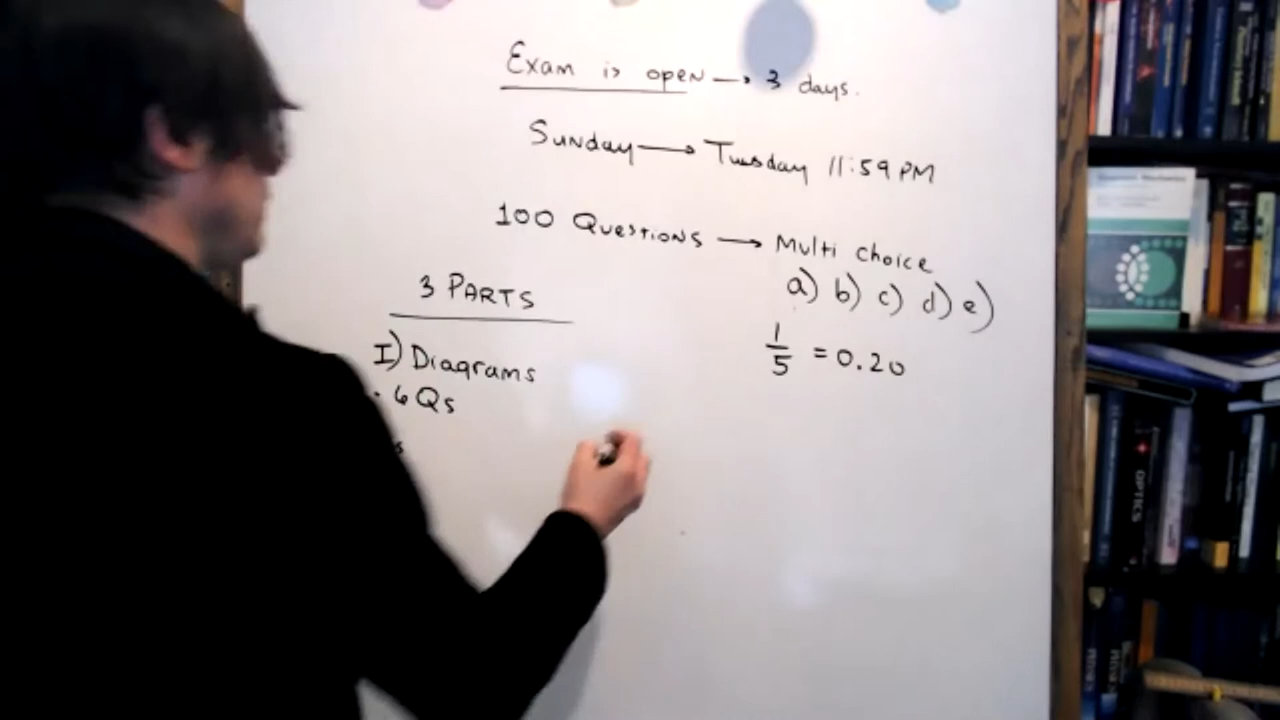 Exam is open → 3 days.
Sunday → Tuesday 11:59 PM
100 Questions → Multi choice
a) b) c) d) e)
1/5 = 0.20
3 PARTS
I) Diagrams
. 6 Qs
OPTICS